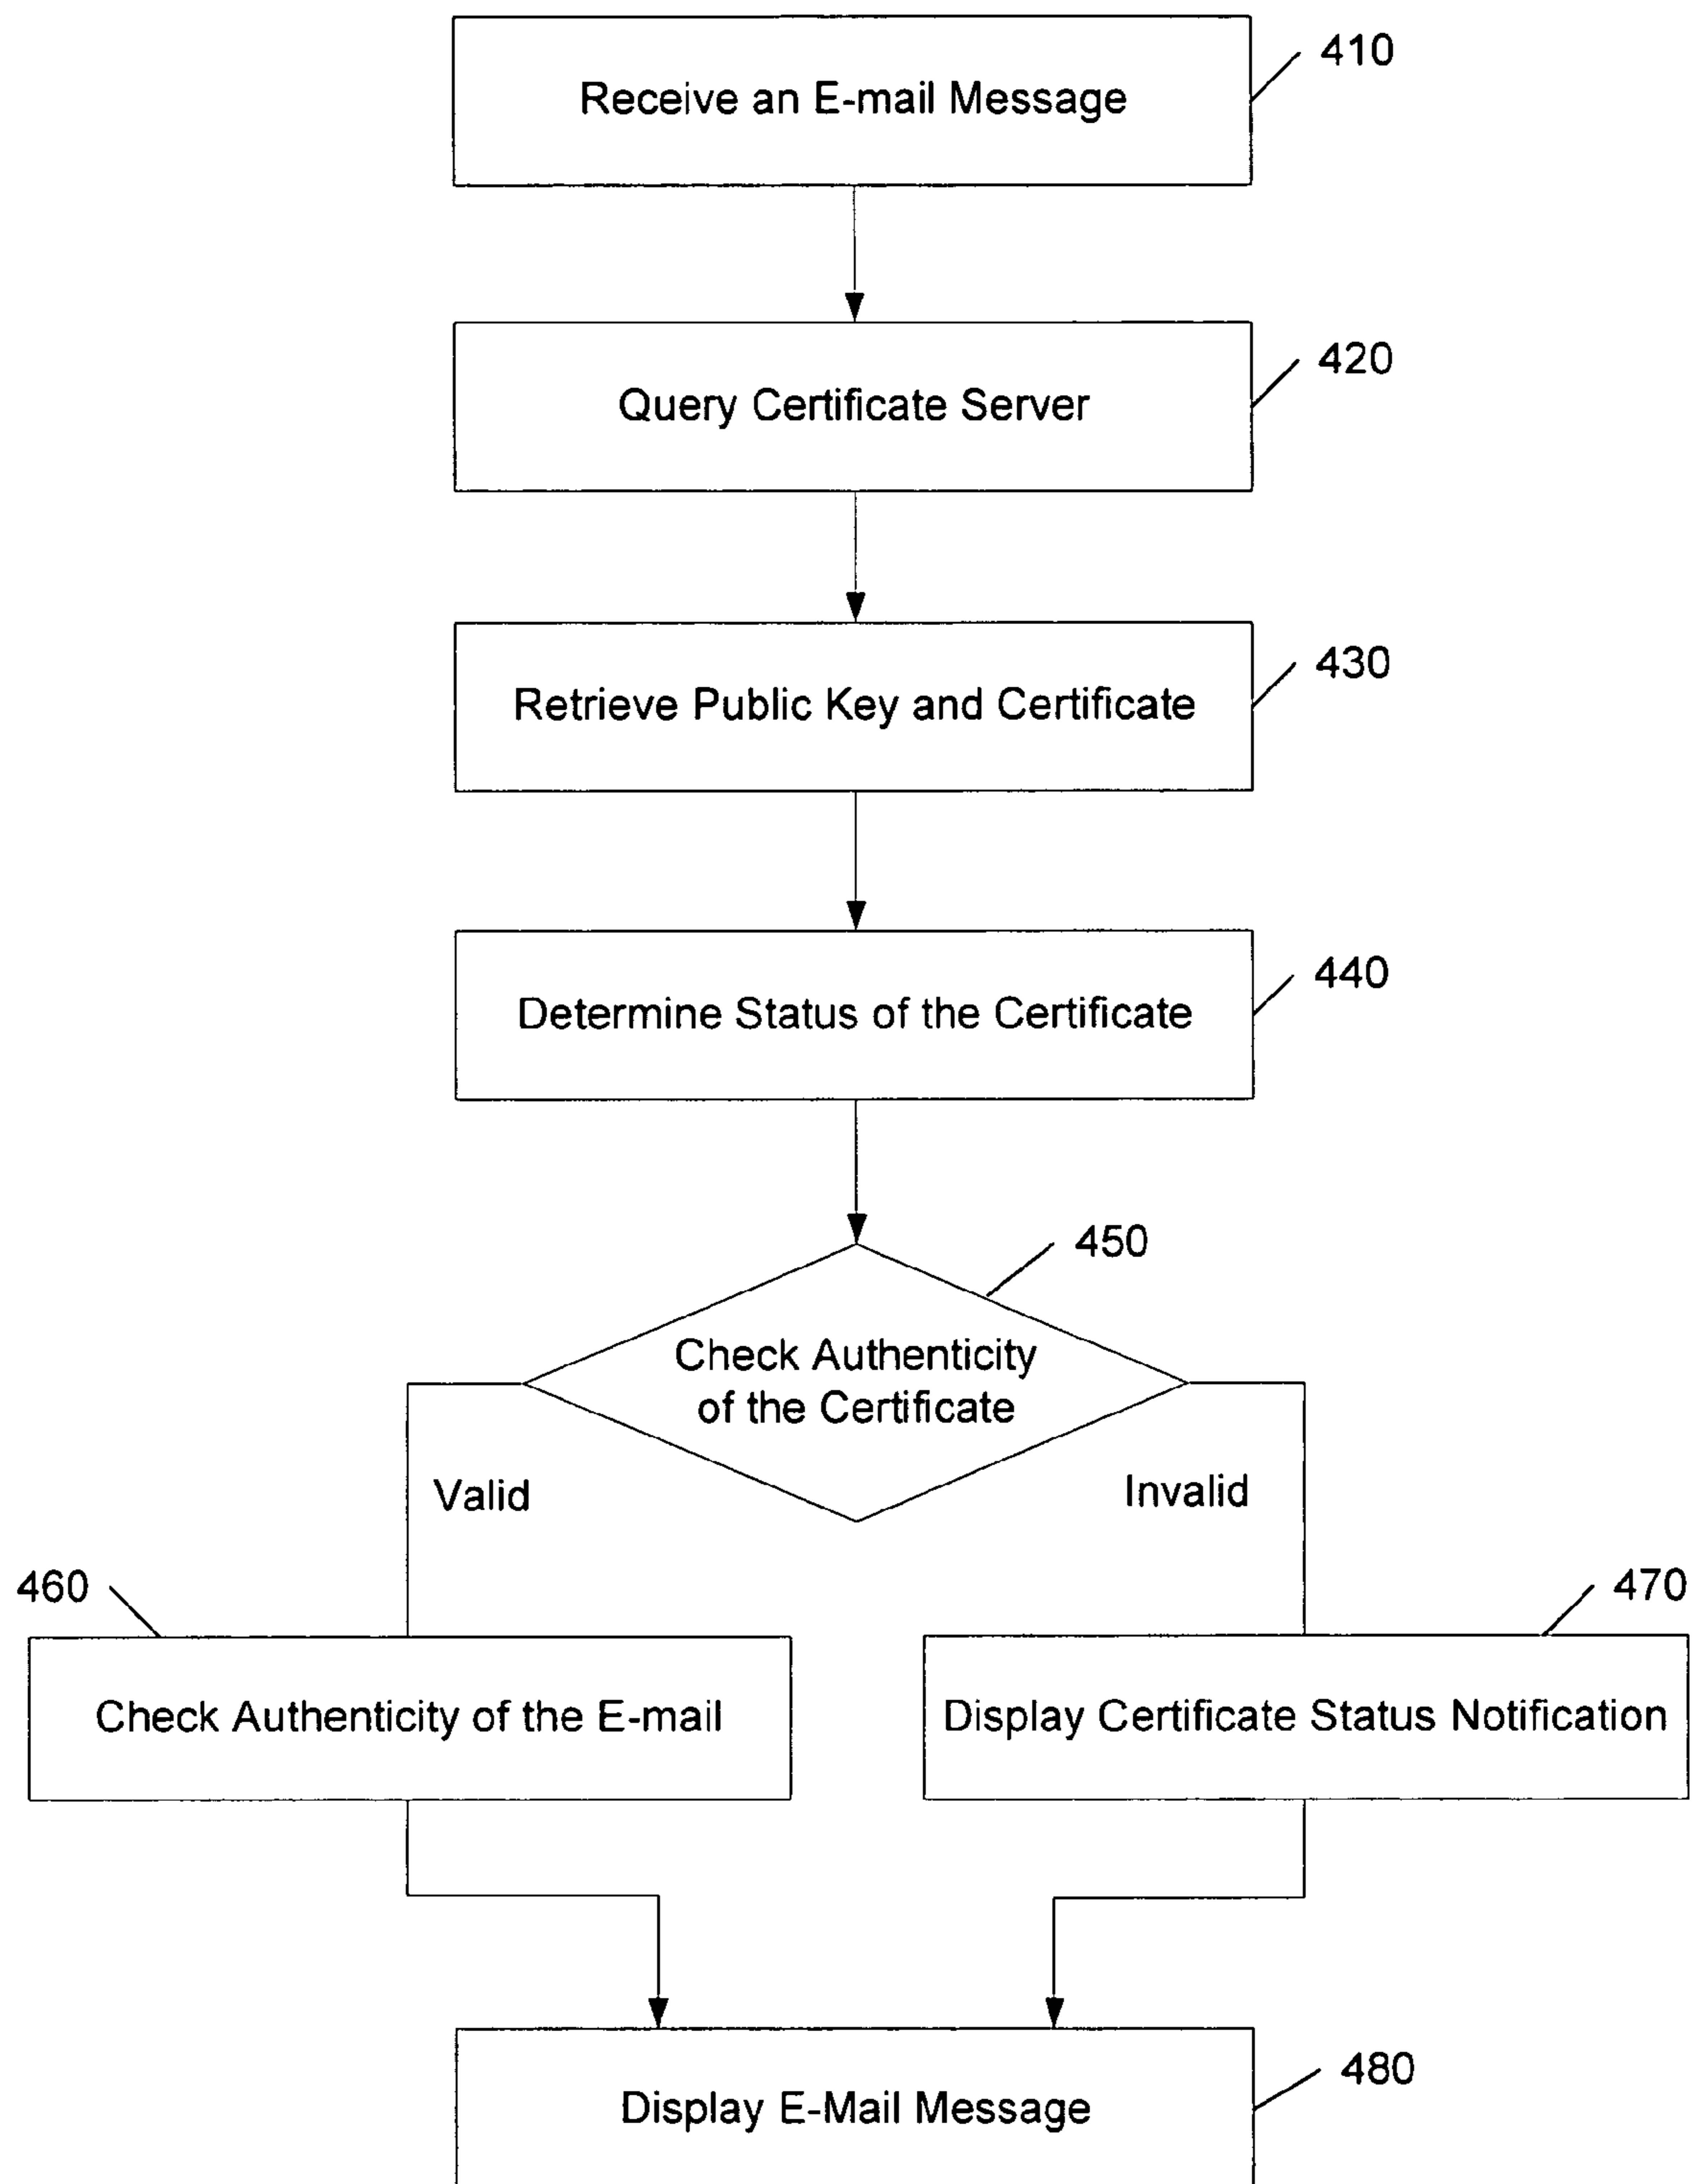 Receive an E-mail Message
410
Query Certificate Server
420
Retrieve Public Key and Certificate
430
Determine Status of the Certificate
440
450
Check Authenticity
of the Certificate
Valid
Invalid
460
470
Check Authenticity of the E-mail
Display Certificate Status Notification
Display E-Mail Message
480